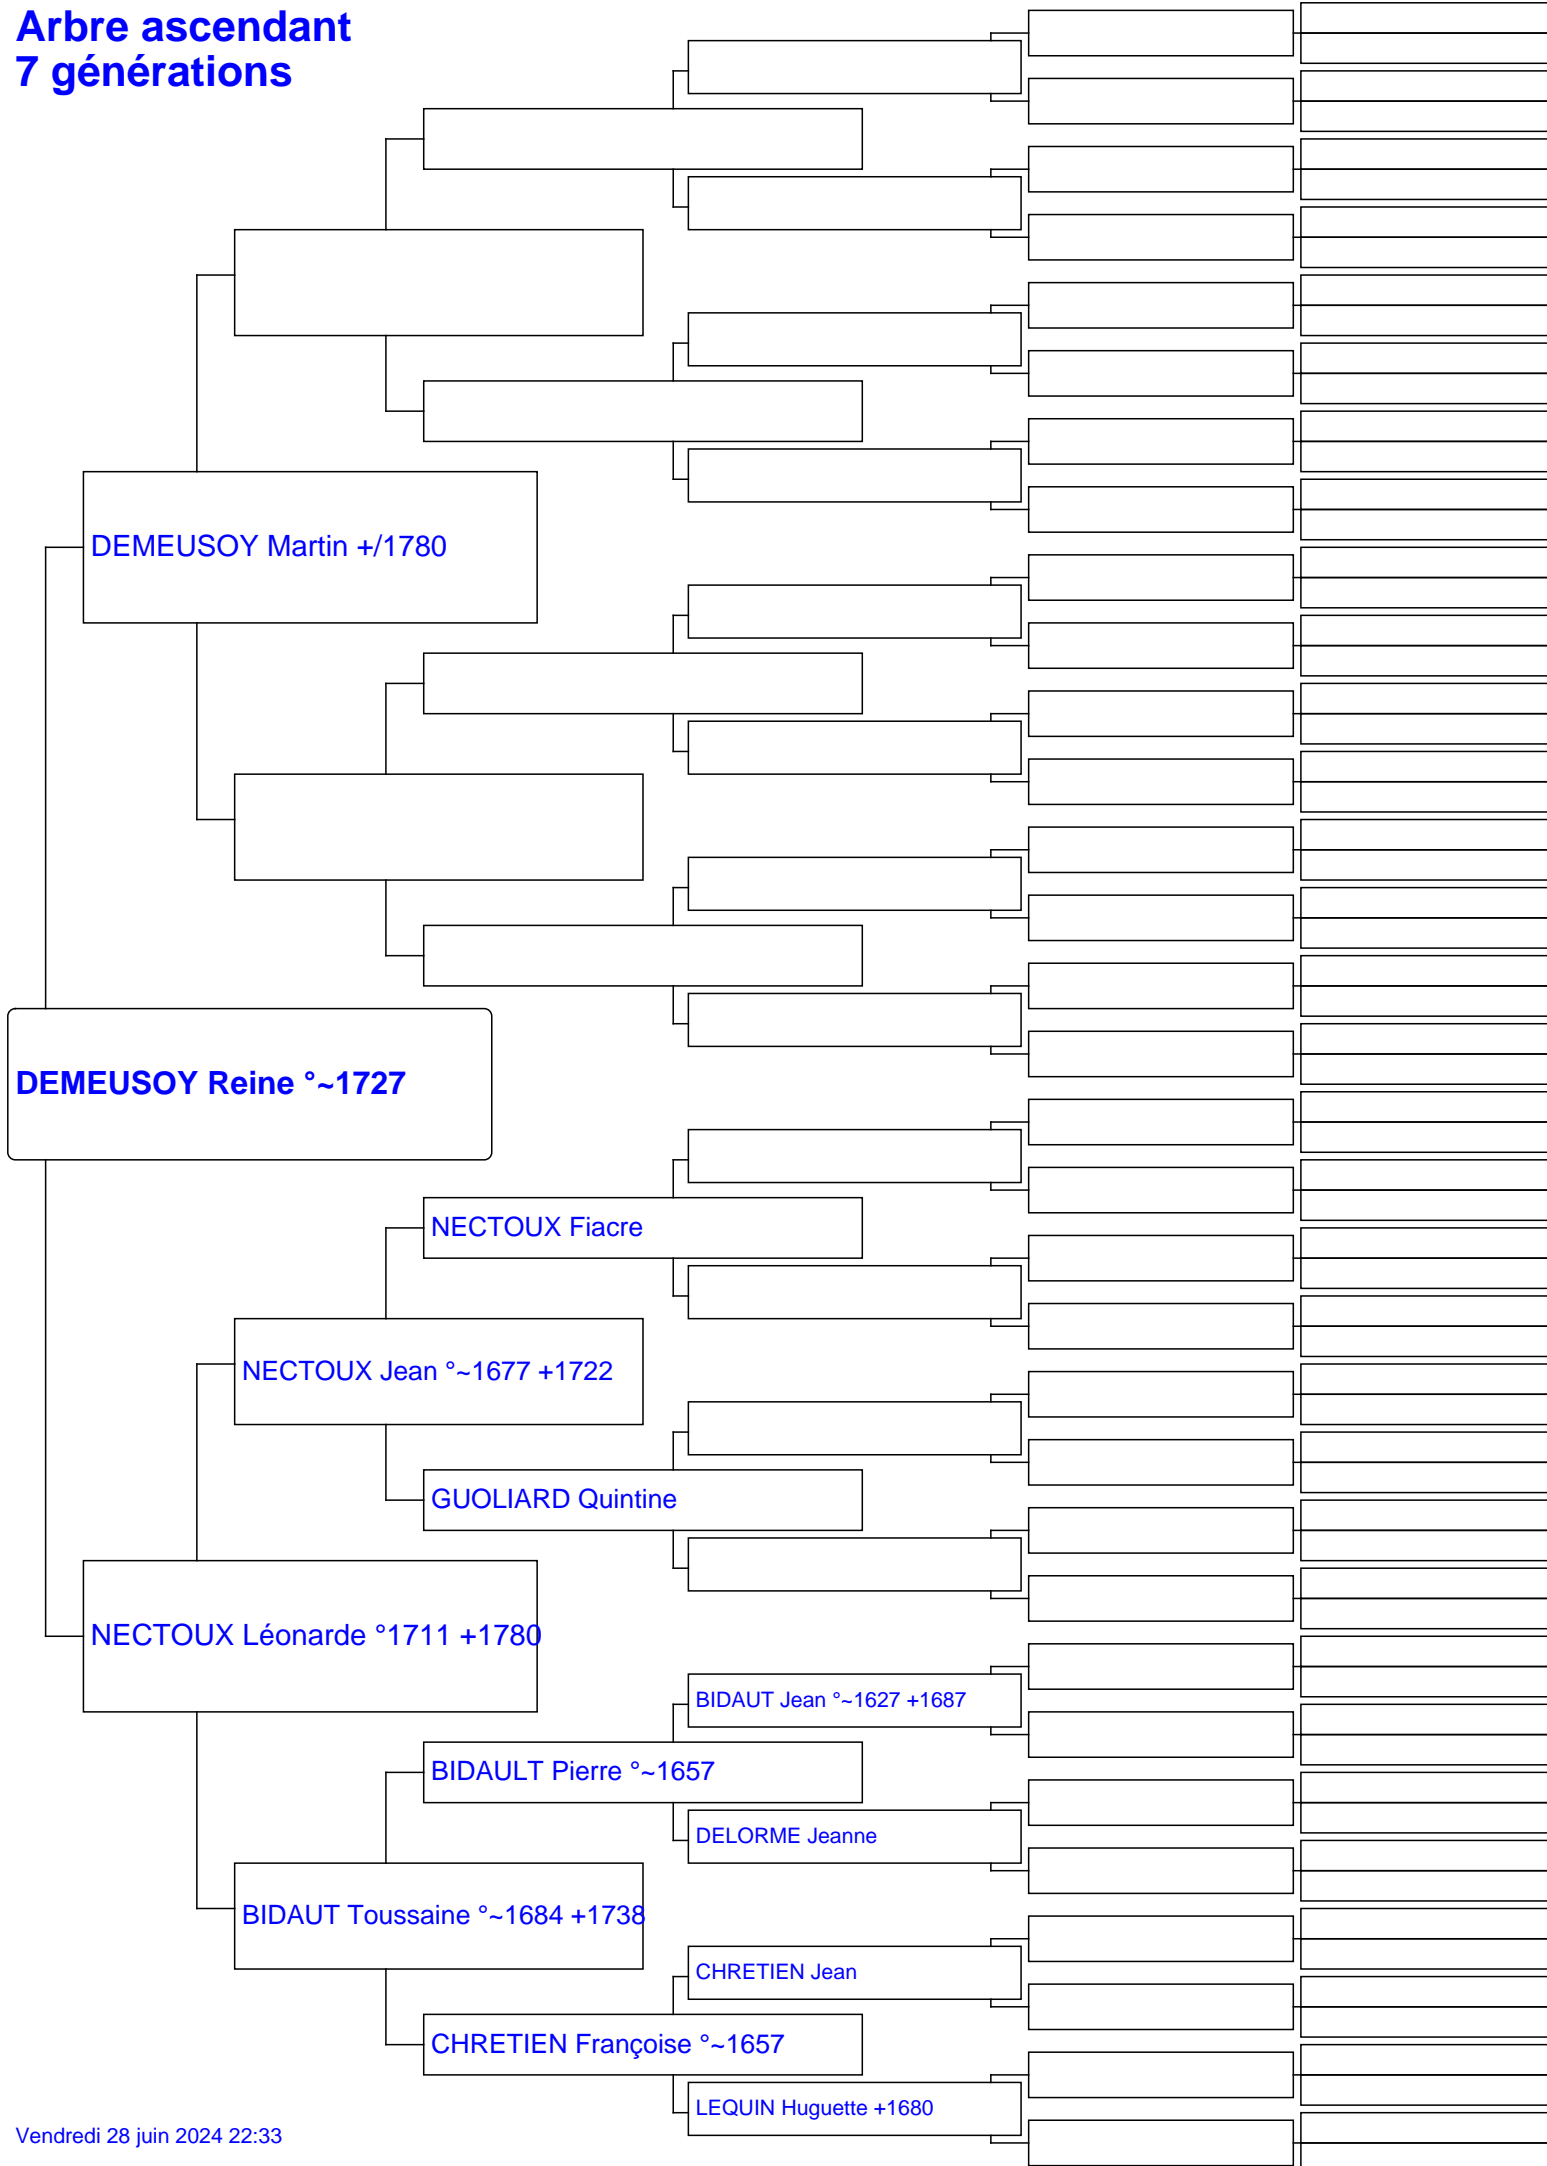 Arbre ascendant
7 générations
DEMEUSOY Martin +/1780
DEMEUSOY Reine °~1727
NECTOUX Fiacre
NECTOUX Jean °~1677 +1722
GUOLIARD Quintine
NECTOUX Léonarde °1711 +1780
BIDAUT Jean °~1627 +1687
BIDAULT Pierre °~1657
DELORME Jeanne
BIDAUT Toussaine °~1684 +1738
CHRETIEN Jean
CHRETIEN Françoise °~1657
LEQUIN Huguette +1680
Vendredi 28 juin 2024 22:33